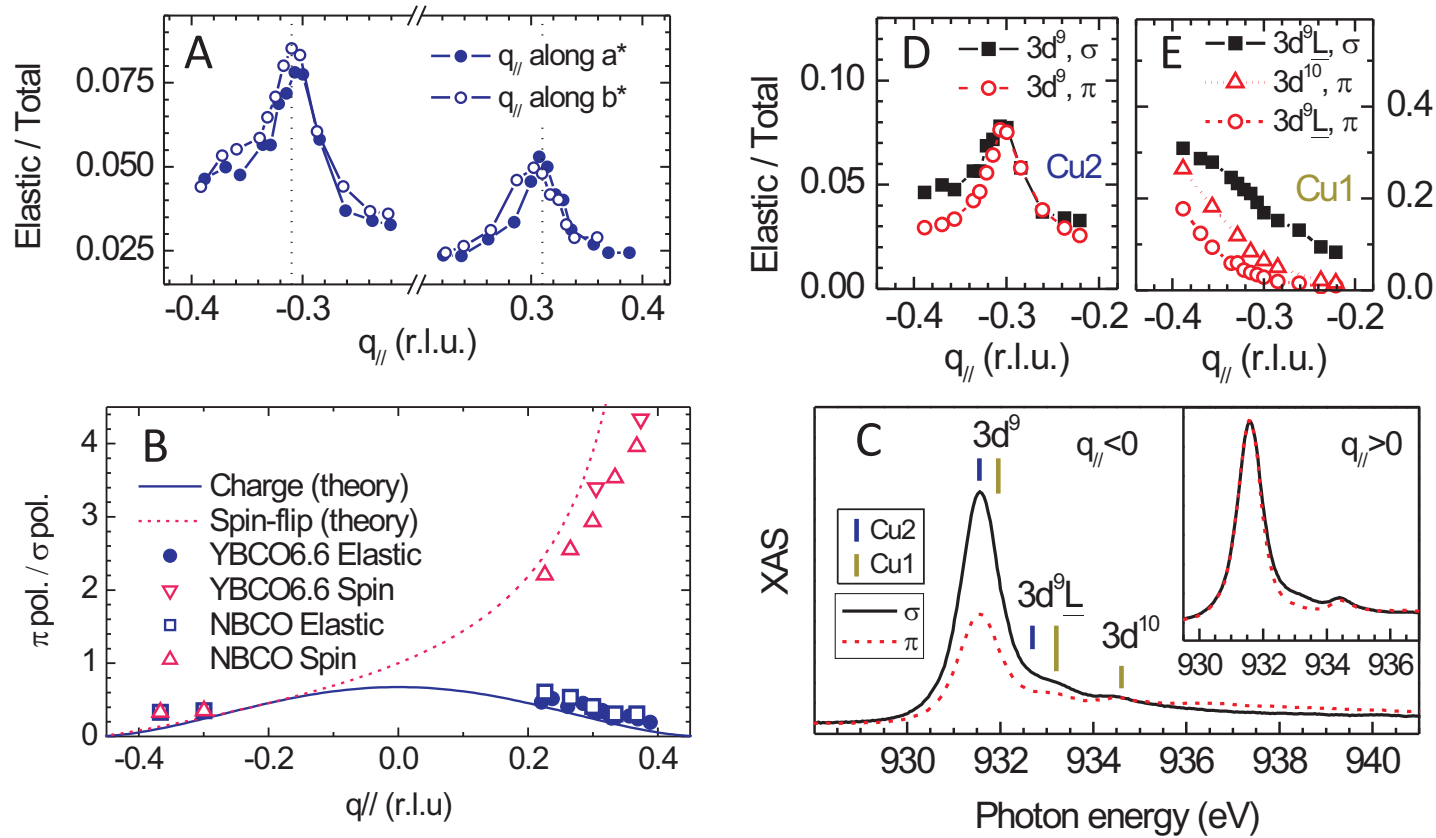 A
q// along a*
q// along b*
0.075
0.050
0.025
Elastic / Total
-0.4 -0.3 0.3 0.4
q// (r.l.u.)
D
3d⁹, σ
3d⁹, π
Cu2
0.10
0.05
0.00
Elastic / Total
-0.4 -0.3 -0.2
q// (r.l.u.)
E
3d⁹L, σ
3d¹⁰, π
3d⁹L, π
Cu1
0.4
0.2
0.0
-0.4 -0.3 -0.2
q// (r.l.u.)
B
Charge (theory)
Spin-flip (theory)
YBCO6.6 Elastic
YBCO6.6 Spin
NBCO Elastic
NBCO Spin
4
3
2
1
0
π pol. / σ pol.
-0.4 -0.2 0.0 0.2 0.4
q// (r.l.u)
C
3d⁹
q//<0
q//>0
Cu2
Cu1
σ
π
3d⁹L
3d¹⁰
XAS
930 932 934 936
930 932 934 936 938 940
Photon energy (eV)